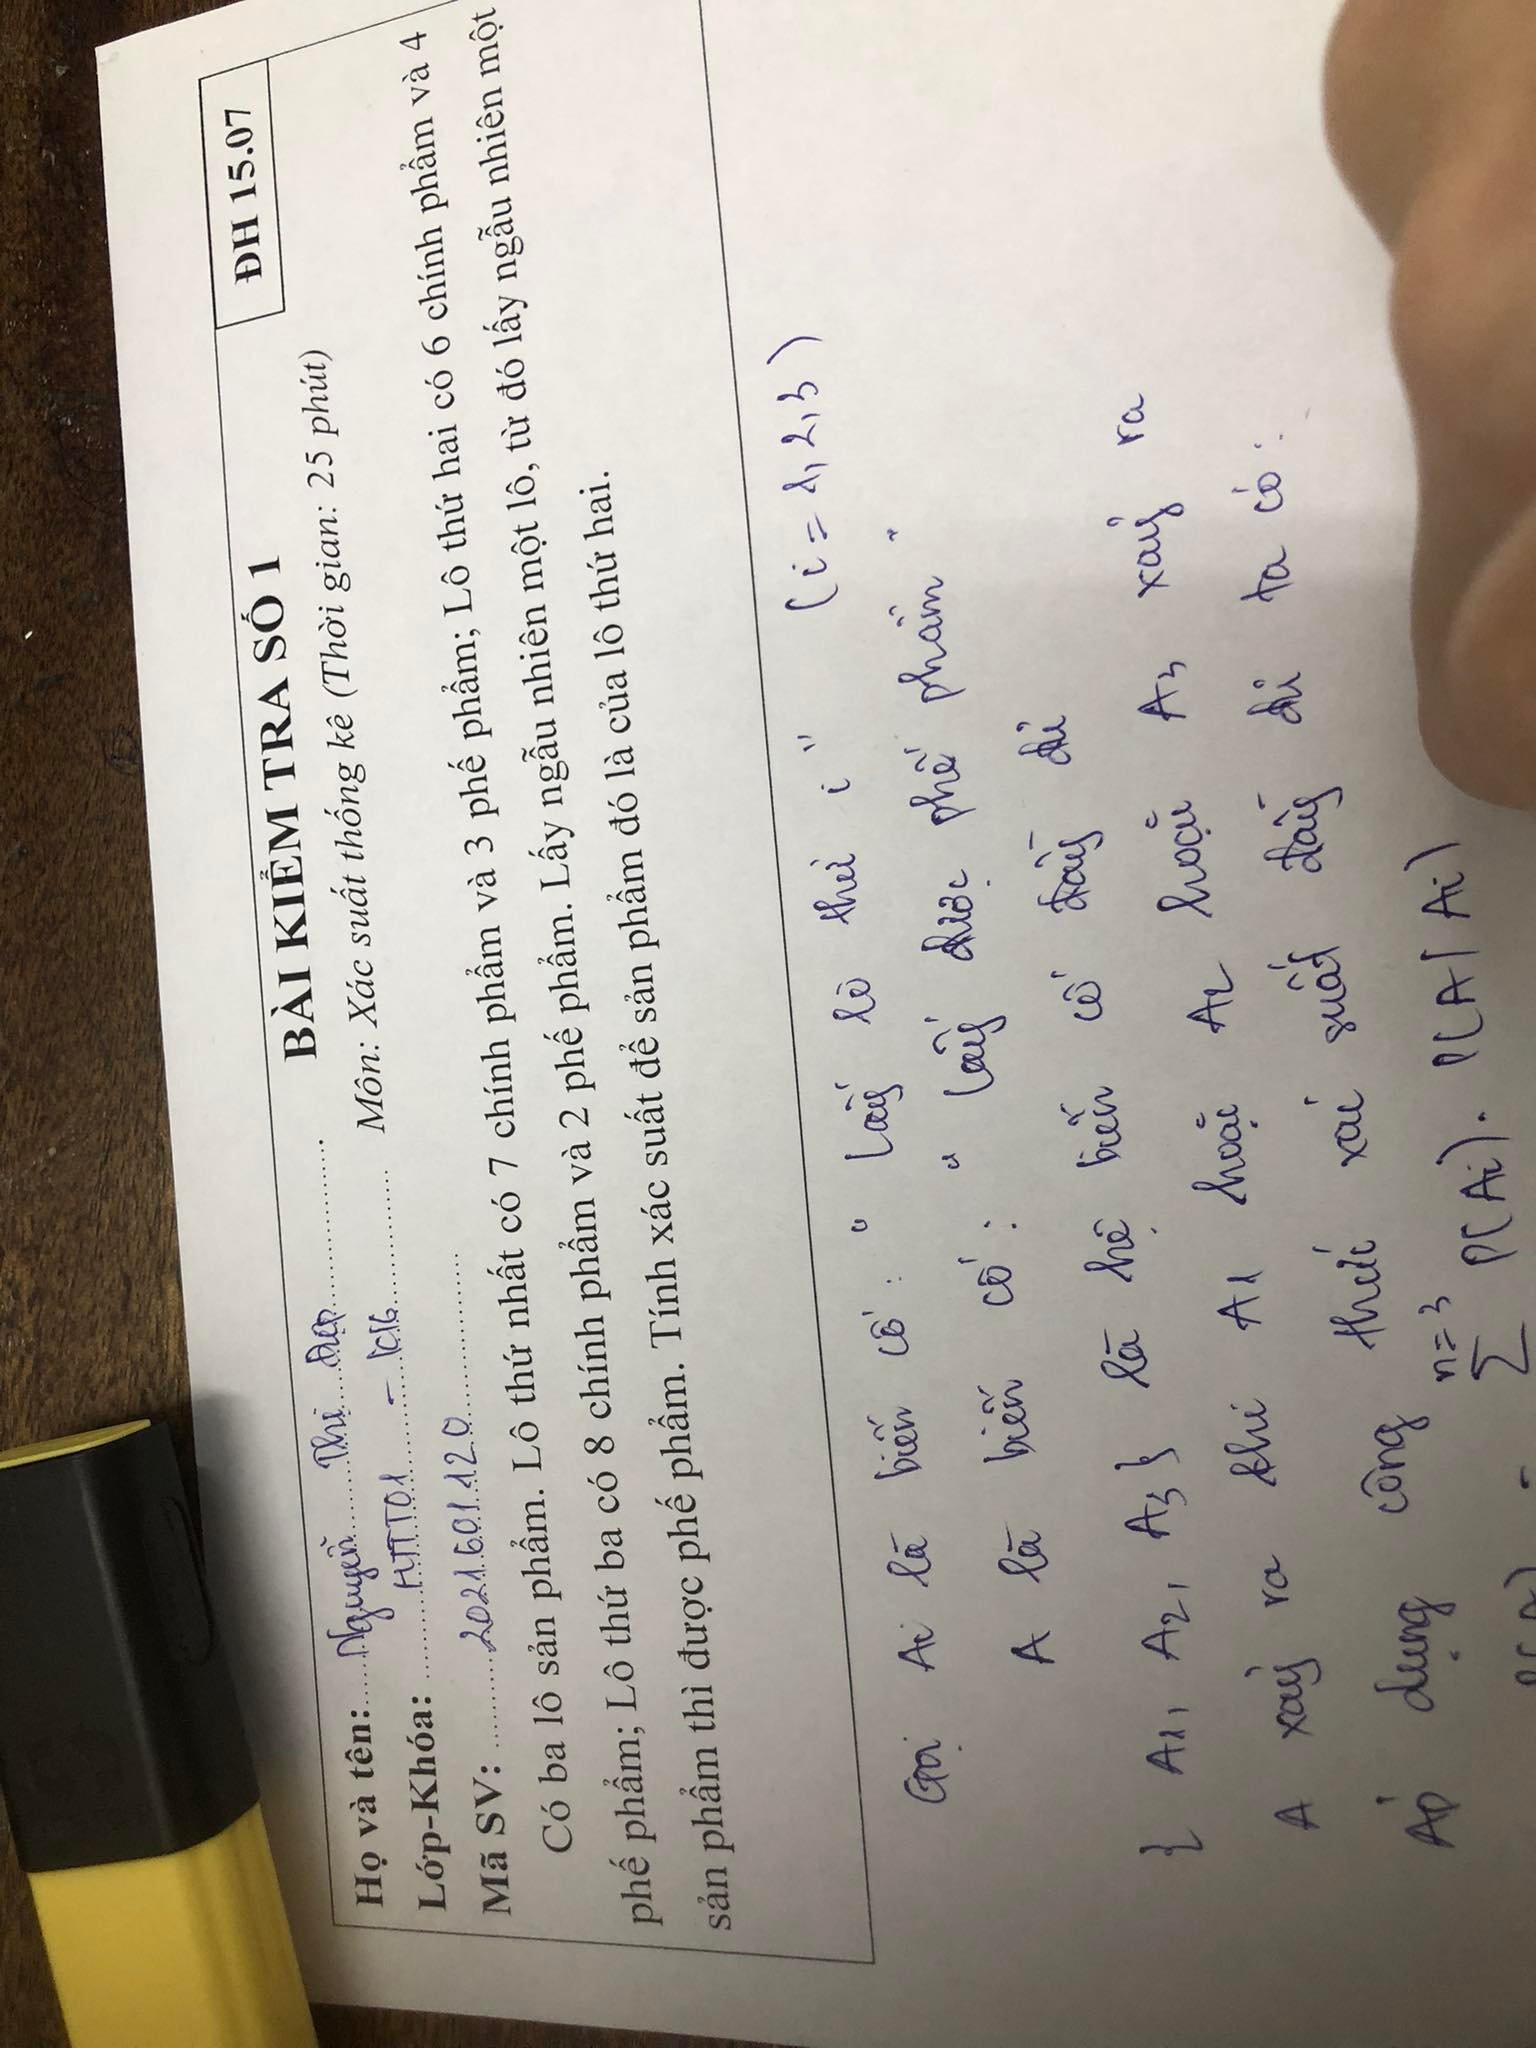 ĐH 15.07
BÀI KIỂM TRA SỐ 1
Môn: Xác suất thống kê (Thời gian: 25 phút)
Họ và tên: Nguyễn Thị Đẹp
Lớp-Khóa: HTTT01 - K16
Mã SV: 2021601120
Có ba lô sản phẩm. Lô thứ nhất có 7 chính phẩm và 3 phế phẩm; Lô thứ hai có 6 chính phẩm và 4
phế phẩm; Lô thứ ba có 8 chính phẩm và 2 phế phẩm. Lấy ngẫu nhiên một lô, từ đó lấy ngẫu nhiên một
sản phẩm thì được phế phẩm. Tính xác suất để sản phẩm đó là của lô thứ hai.
Gọi Ai là biến cố: "Lấy lô thứ i" (i = 1,2,3)
A là biến cố: "Lấy được phế phẩm"
{A1, A2, A3} là hệ biến cố đầy đủ
A xảy ra khi A1 hoặc A2 hoặc A3 xảy ra
Áp dụng công thức xác suất đầy đủ ta có:
n=3
∑ P(Ai). P(A|Ai)